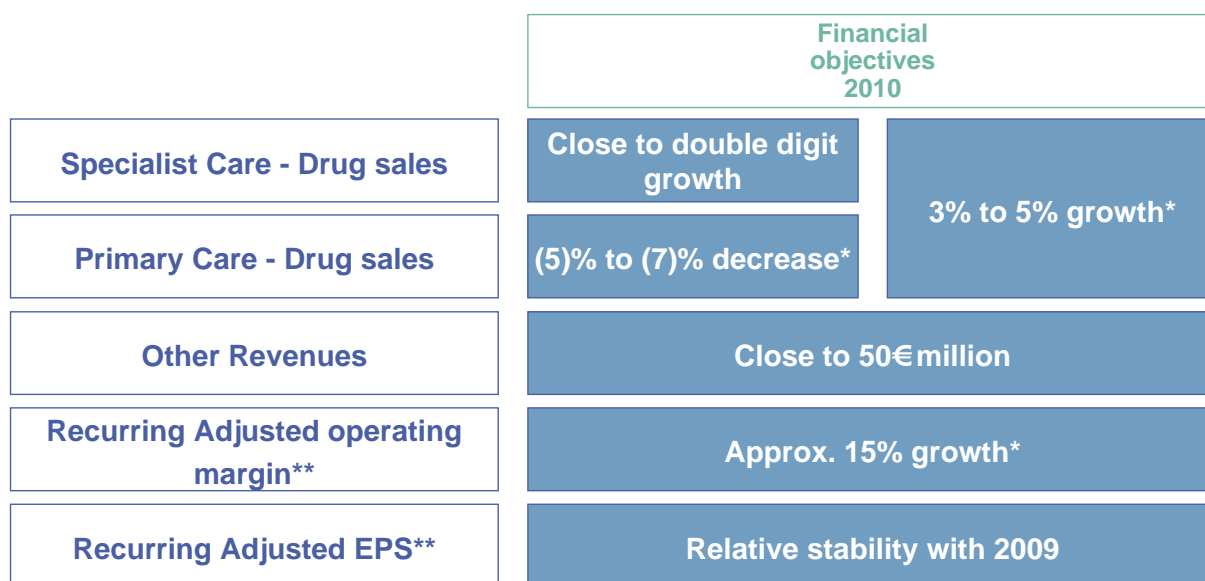 Financial
objectives
2010
Specialist Care - Drug sales
Close to double digit
growth
3% to 5% growth*
Primary Care - Drug sales
(5)% to (7)% decrease*
Other Revenues
Close to 50€million
Recurring Adjusted operating
margin**
Approx. 15% growth*
Recurring Adjusted EPS**
Relative stability with 2009